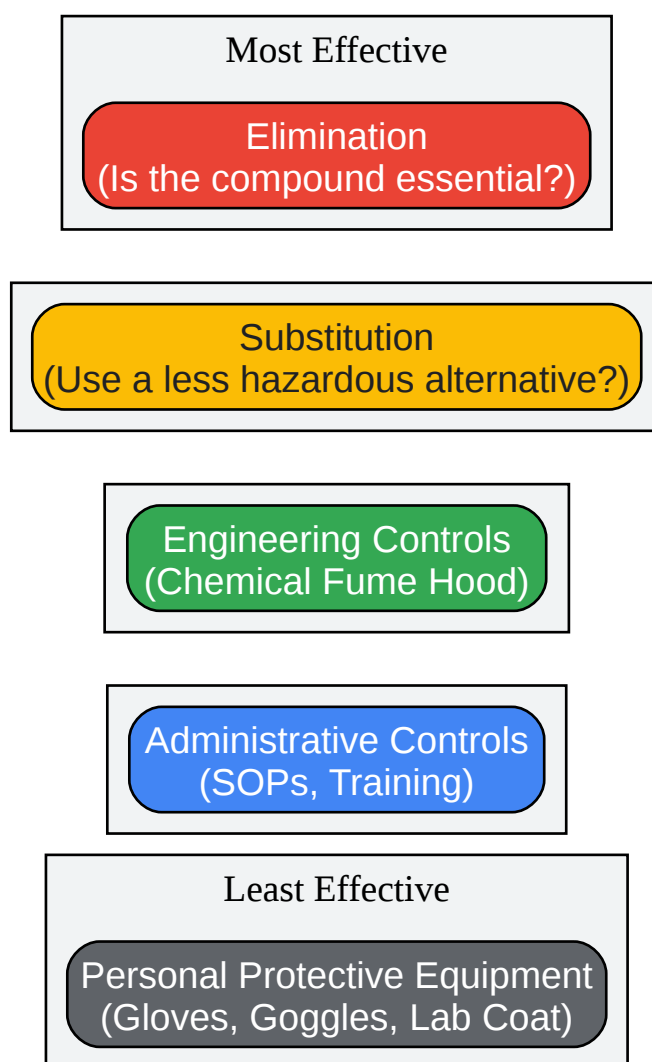 Most Effective
Elimination
(Is the compound essential?)
Substitution
(Use a less hazardous alternative?)
Engineering Controls
(Chemical Fume Hood)
Administrative Controls
(SOPs, Training)
Least Effective
Personal Protective Equipment
(Gloves, Goggles, Lab Coat)